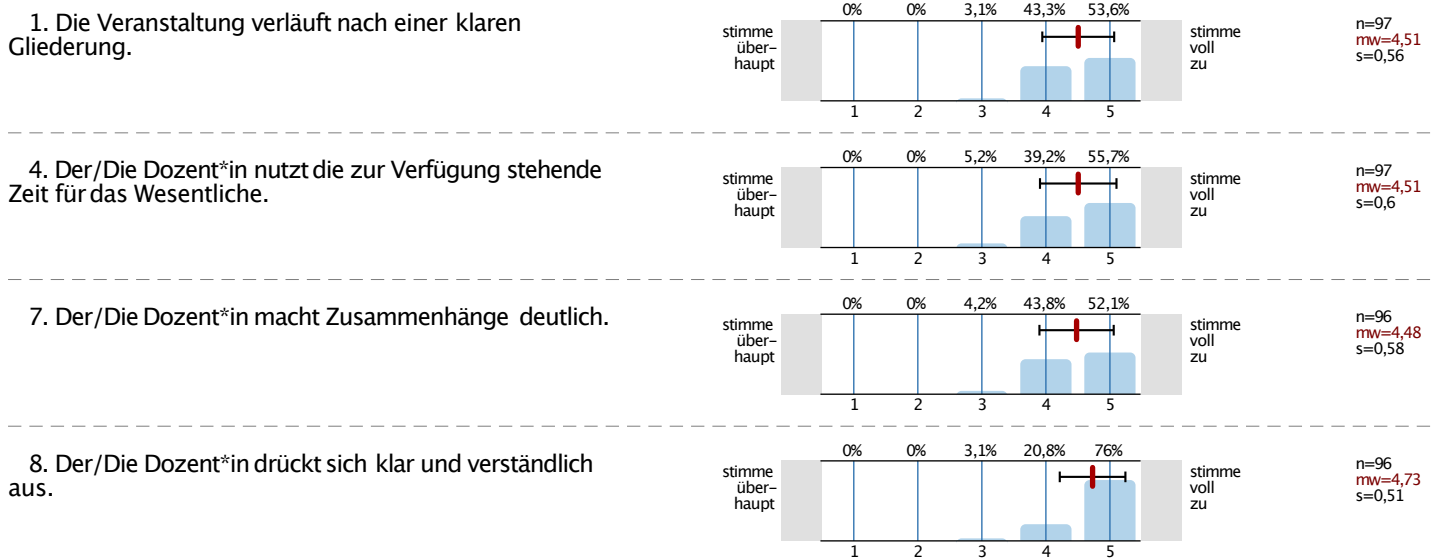 1. Die Veranstaltung verläuft nach einer klaren
Gliederung.
0% 0% 3,1% 43,3% 53,6%
stimme
über-
haupt
1 2 3 4 5
stimme
voll
zu
n=97
mw=4,51
s=0,56
4. Der/Die Dozent*in nutzt die zur Verfügung stehende
Zeit für das Wesentliche.
0% 0% 5,2% 39,2% 55,7%
stimme
über-
haupt
1 2 3 4 5
stimme
voll
zu
n=97
mw=4,51
s=0,6
7. Der/Die Dozent*in macht Zusammenhänge deutlich.
0% 0% 4,2% 43,8% 52,1%
stimme
über-
haupt
1 2 3 4 5
stimme
voll
zu
n=96
mw=4,48
s=0,58
8. Der/Die Dozent*in drückt sich klar und verständlich
aus.
0% 0% 3,1% 20,8% 76%
stimme
über-
haupt
1 2 3 4 5
stimme
voll
zu
n=96
mw=4,73
s=0,51